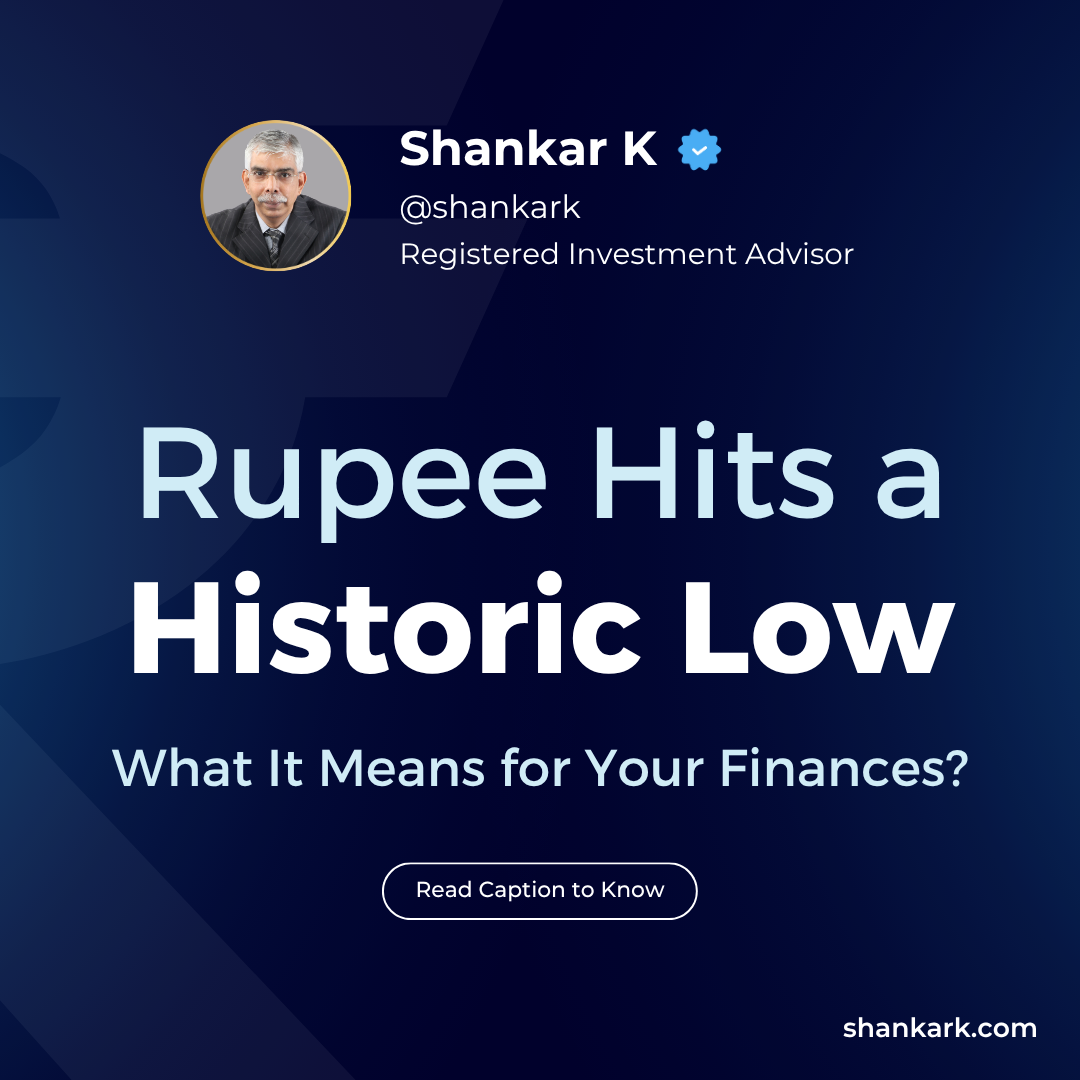 Shankar K
@shankark
Registered Investment Advisor
Rupee Hits a
Historic Low
What It Means for Your Finances?
Read Caption to Know
shankark.com